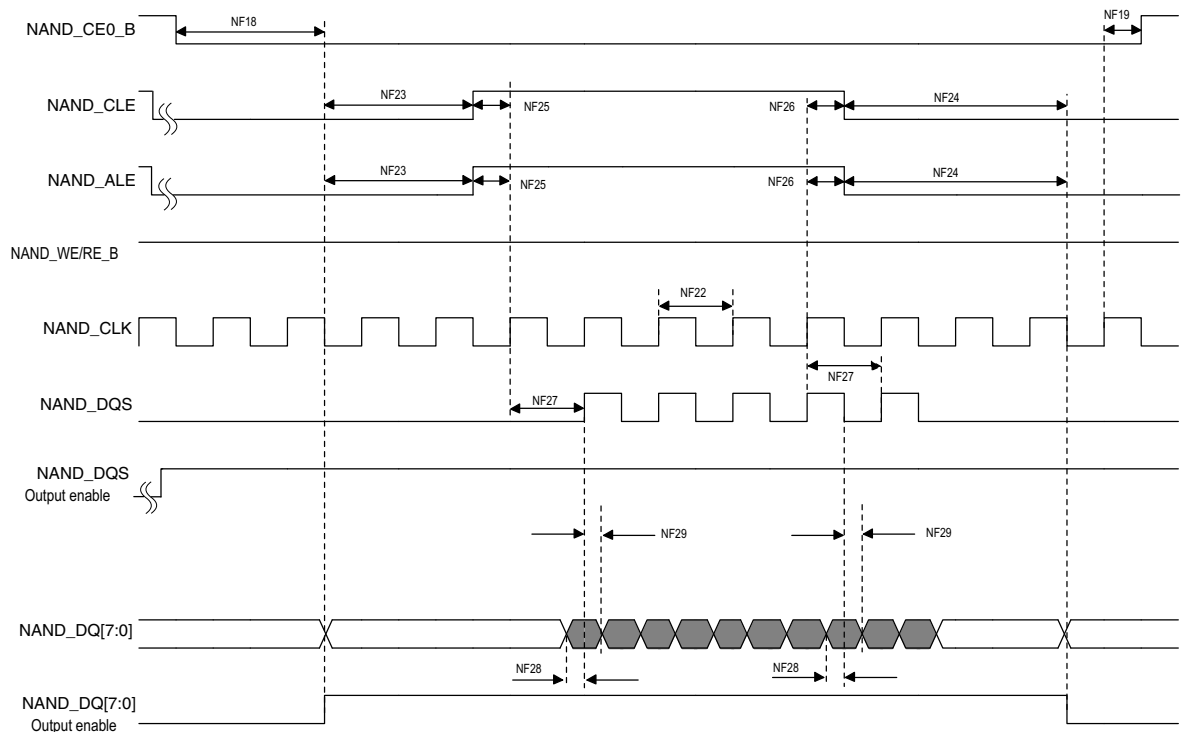 NF18
NF19
NAND_CE0_B
NF23
NF25
NF26
NF24
NAND_CLE
NF23
NF25
NF26
NF24
NAND_ALE
NAND_WE/RE_B
NF22
NAND_CLK
NF27
NF27
NAND_DQS
NAND_DQS
Output enable
NF29
NF29
NAND_DQ[7:0]
NF28
NF28
NAND_DQ[7:0]
Output enable